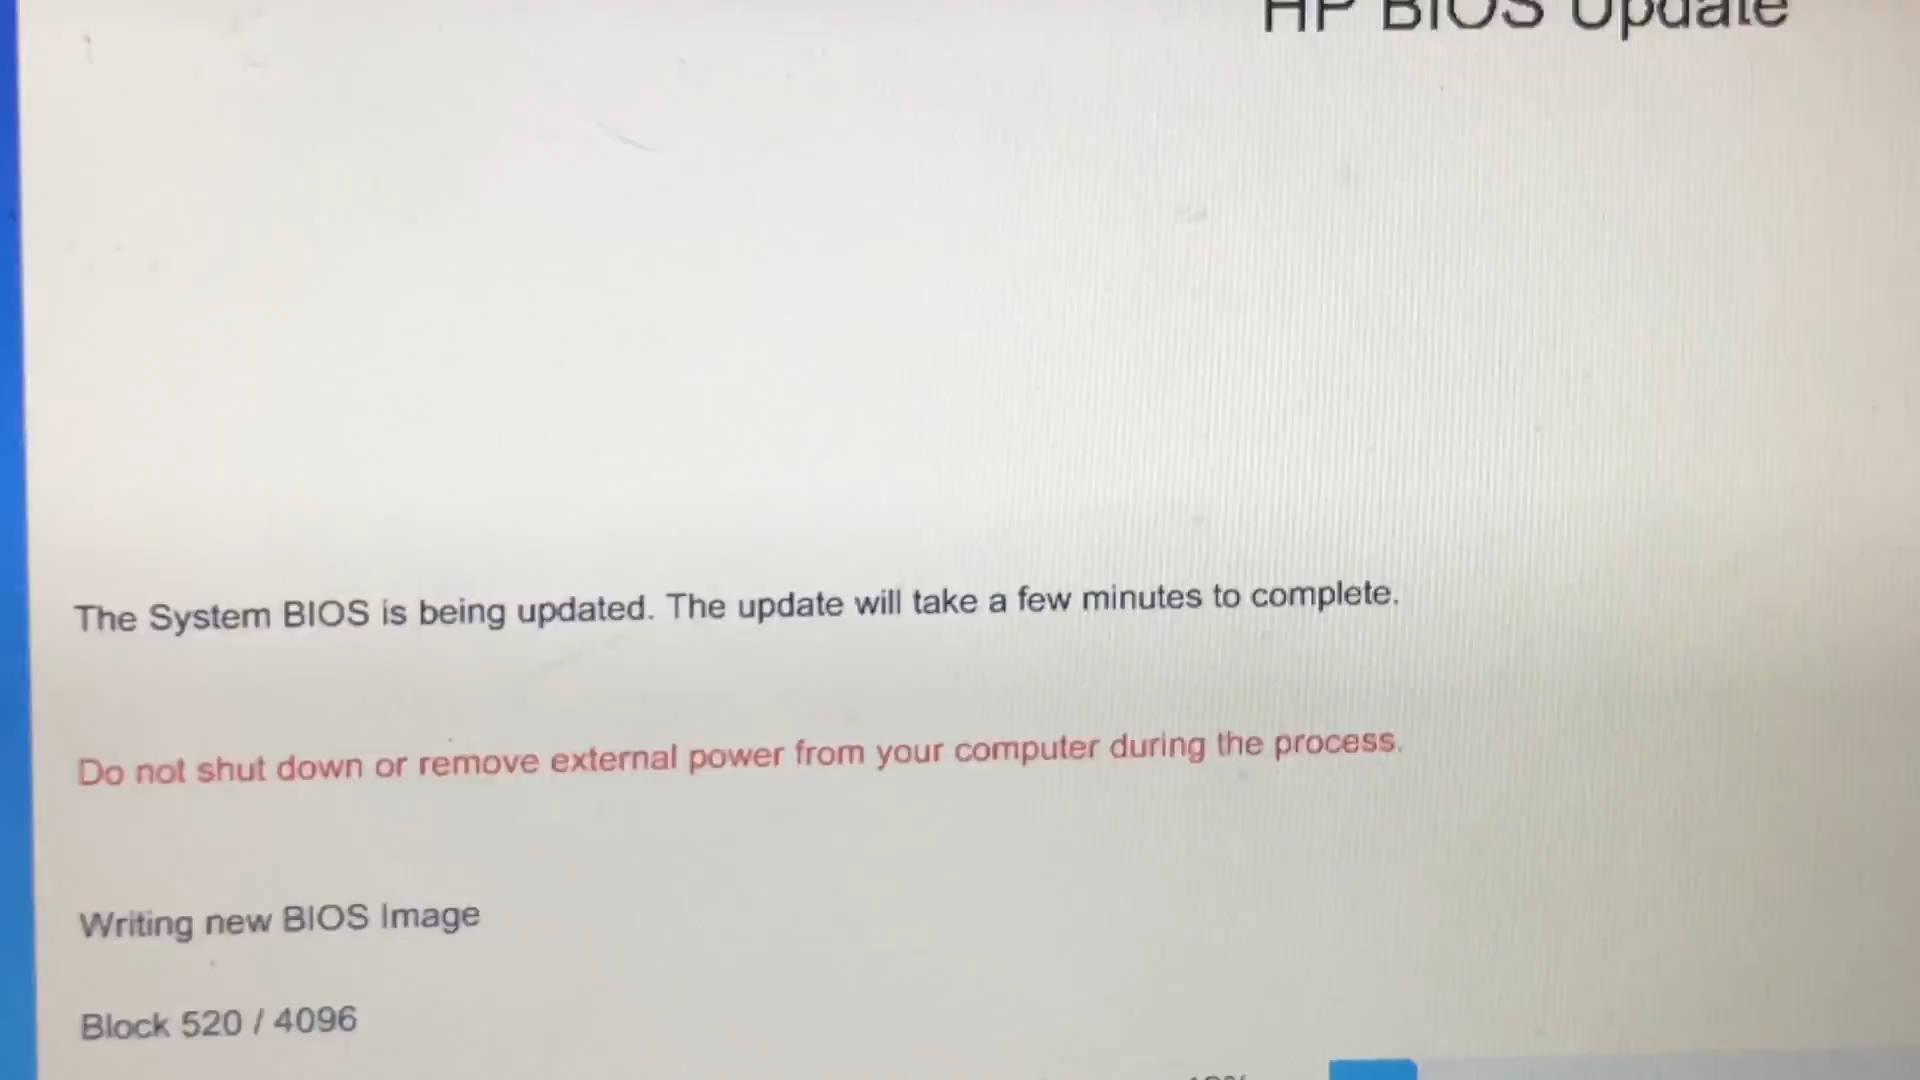 HP BIOS Update
The System BIOS is being updated. The update will take a few minutes to complete.
Do not shut down or remove external power from your computer during the process.
Writing new BIOS Image
Block 520 / 4096